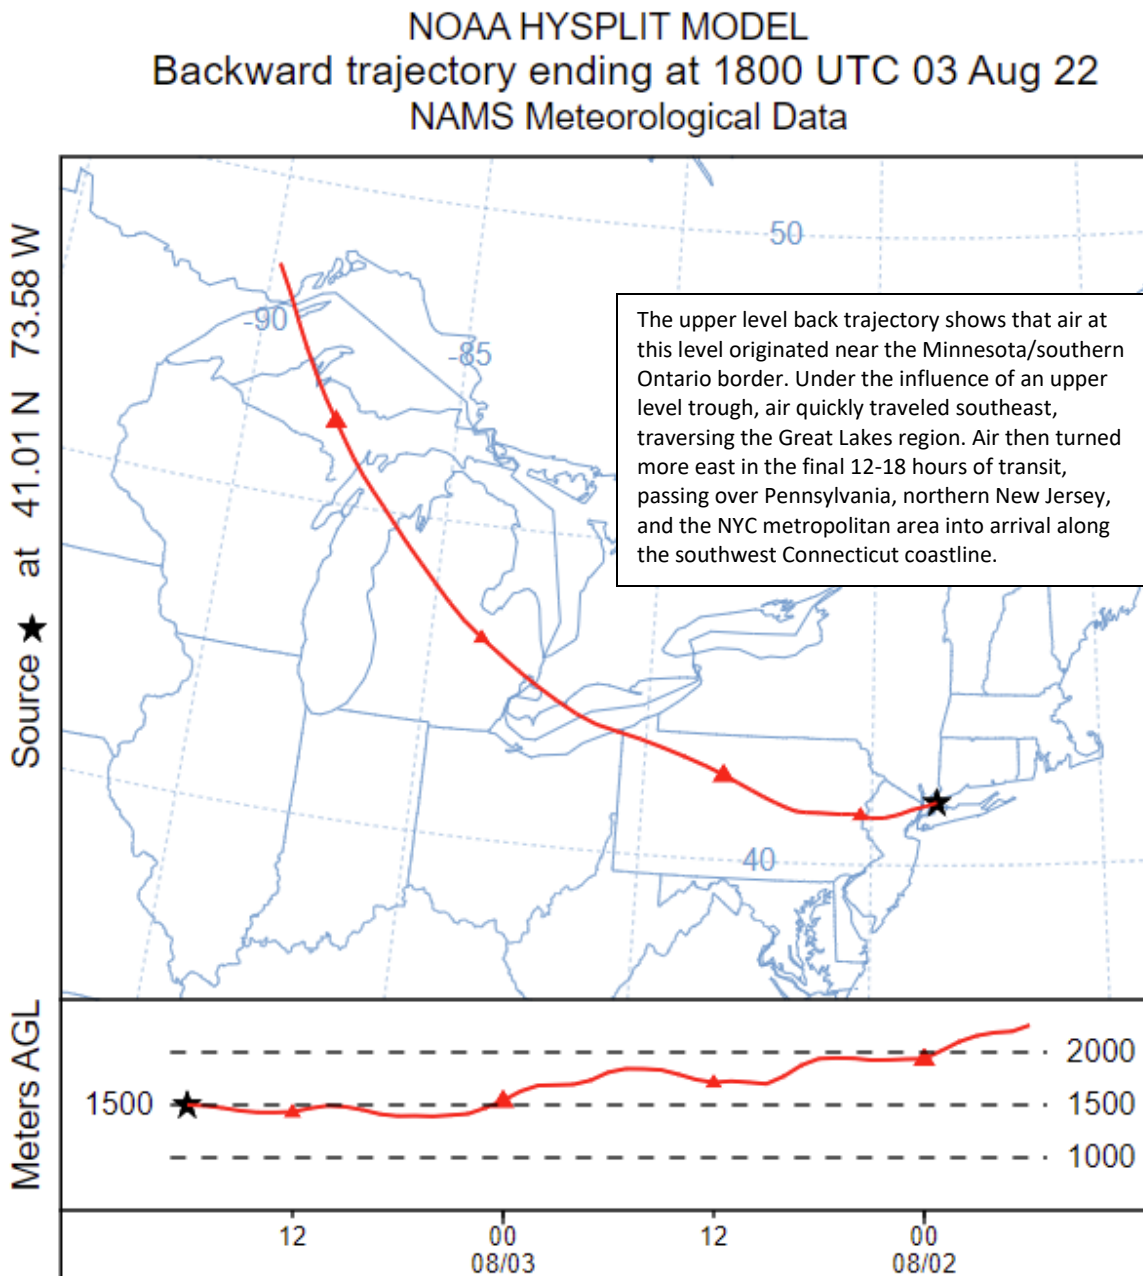 NOAA HYSPLIT MODEL
Backward trajectory ending at 1800 UTC 03 Aug 22
NAMS Meteorological Data
Source ★ at 41.01 N 73.58 W
50
-90
-85
The upper level back trajectory shows that air at
this level originated near the Minnesota/southern
Ontario border. Under the influence of an upper
level trough, air quickly traveled southeast,
traversing the Great Lakes region. Air then turned
more east in the final 12-18 hours of transit,
passing over Pennsylvania, northern New Jersey,
and the NYC metropolitan area into arrival along
the southwest Connecticut coastline.
40
Meters AGL
2000
1500
1500
1000
12
00
12
00
08/03
08/02